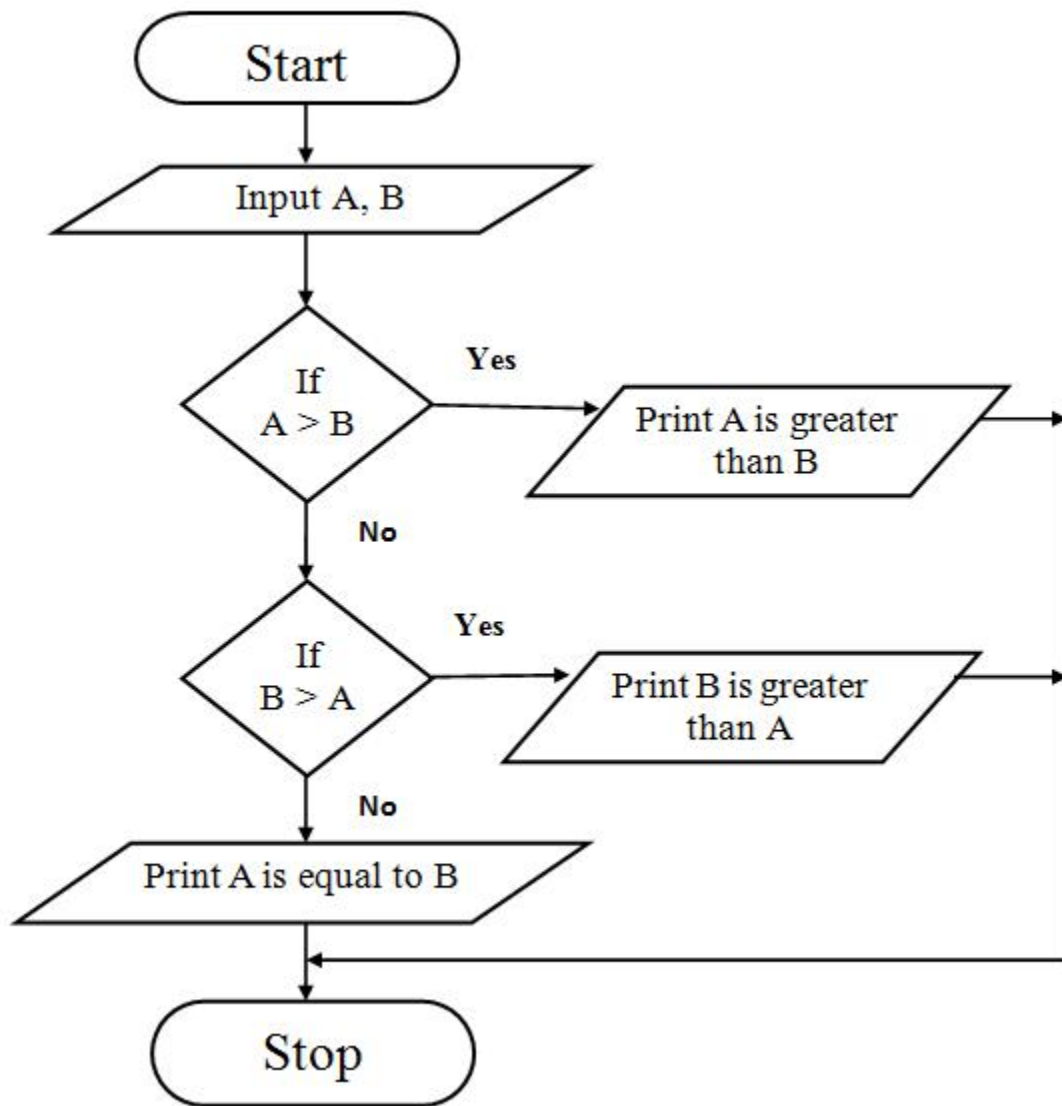 Start
Input A, B
If
A > B
Yes
Print A is greater
than B
No
If
B > A
Yes
Print B is greater
than A
No
Print A is equal to B
Stop